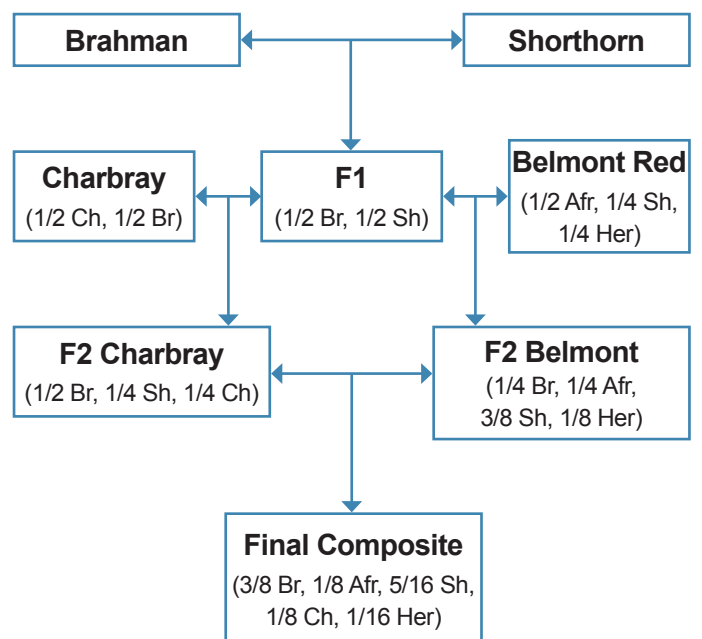 Brahman
Shorthorn
Charbray
(1/2 Ch, 1/2 Br)
F1
(1/2 Br, 1/2 Sh)
Belmont Red
(1/2 Afr, 1/4 Sh,
1/4 Her)
F2 Charbray
(1/2 Br, 1/4 Sh, 1/4 Ch)
F2 Belmont
(1/4 Br, 1/4 Afr,
3/8 Sh, 1/8 Her)
Final Composite
(3/8 Br, 1/8 Afr, 5/16 Sh,
1/8 Ch, 1/16 Her)